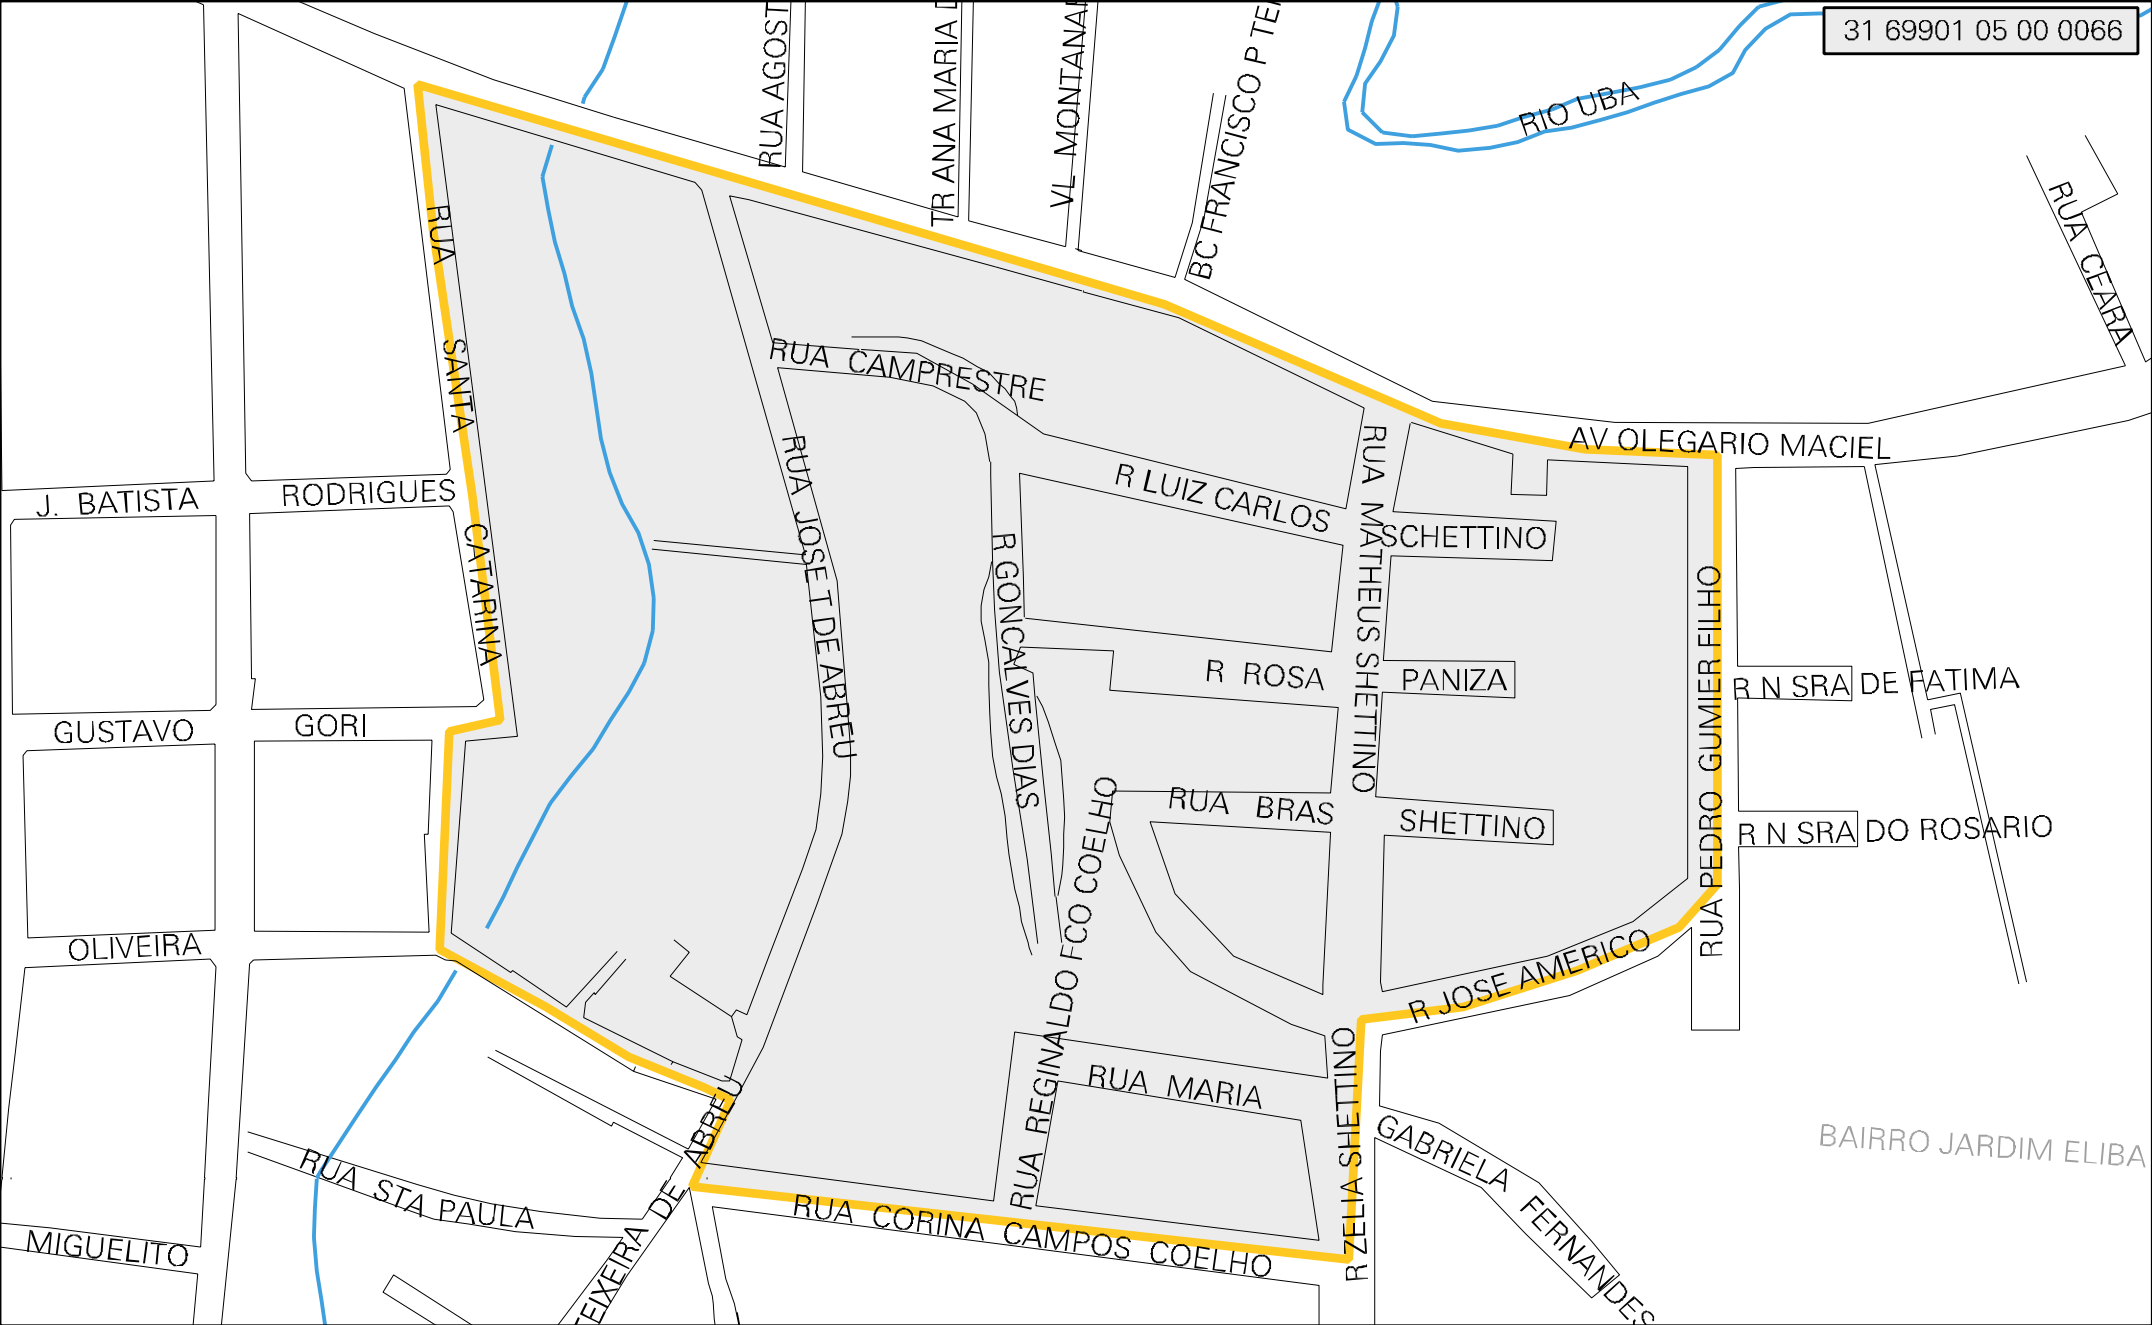 31 69901 05 00 0066
RUA AGOST
TR ANA MARIA
VL MONTANA
BC FRANCISCO P TE
RIO UBA
RUA CEARA
RUA SANTA CATARINA
RUA CAMPRESTRE
AV OLEGARIO MACIEL
J. BATISTA RODRIGUES
RUA JOSE T DE ABREU
R LUIZ CARLOS SCHETTINO
RUA MATHEUS SHETTINO
R GONCALVES DIAS
R ROSA PANIZA
RUA PEDRO GUMIER FILHO
R N SRA DE FATIMA
GUSTAVO GORI
RUA BRAS SHETTINO
R N SRA DO ROSARIO
RUA REGINALDO FCO COELHO
OLIVEIRA
R JOSE AMERICO
RUA MARIA
R ZELIA SHETTINO
GABRIELA FERNANDES
BAIRRO JARDIM ELIBA
RUA STA PAULA
TEIXEIRA DE ABREU
RUA CORINA CAMPOS COELHO
MIGUELITO